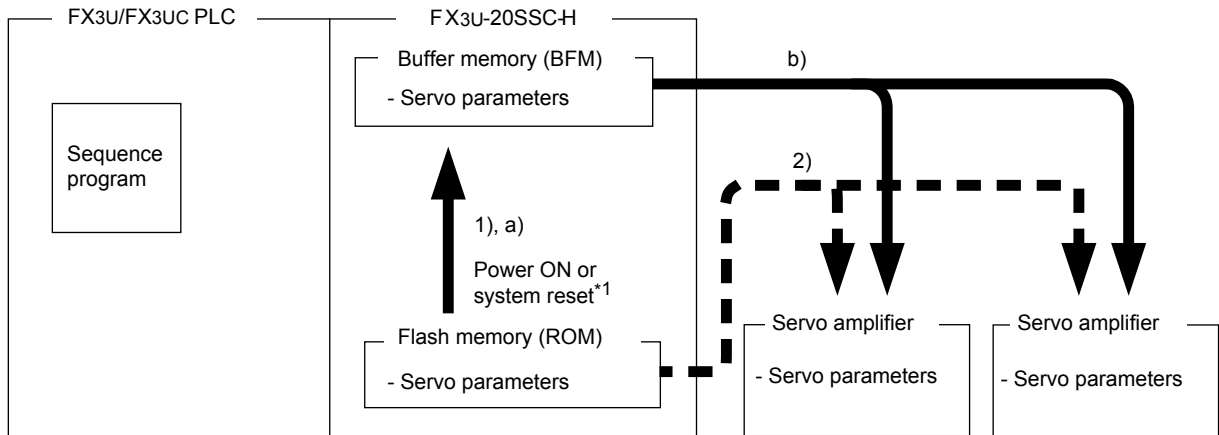 FX3U/FX3UC PLC
FX3U-20SSC-H
Buffer memory (BFM)
- Servo parameters
b)
Sequence
program
2)
1), a)
Power ON or
system reset*1
Flash memory (ROM)
- Servo parameters
Servo amplifier
- Servo parameters
Servo amplifier
- Servo parameters